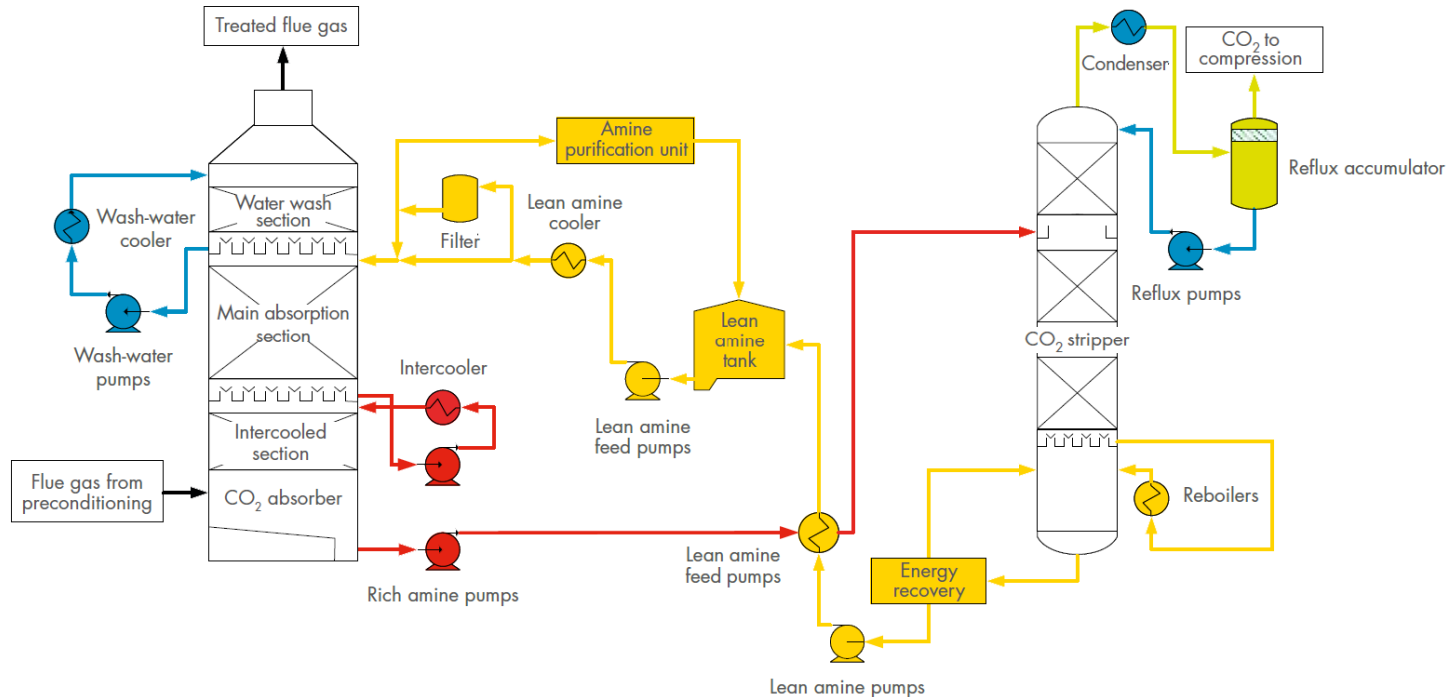 Treated flue gas
Condenser
CO₂ to
compression
Amine
purification unit
Reflux accumulator
Water wash
section
Wash-water
cooler
Filter
Lean amine
cooler
Reflux pumps
Main absorption
section
Lean
amine
tank
CO₂ stripper
Wash-water
pumps
Intercooler
Lean amine
feed pumps
Intercooled
section
Flue gas from
preconditioning
CO₂ absorber
Reboilers
Lean amine
feed pumps
Energy
recovery
Rich amine pumps
Lean amine pumps